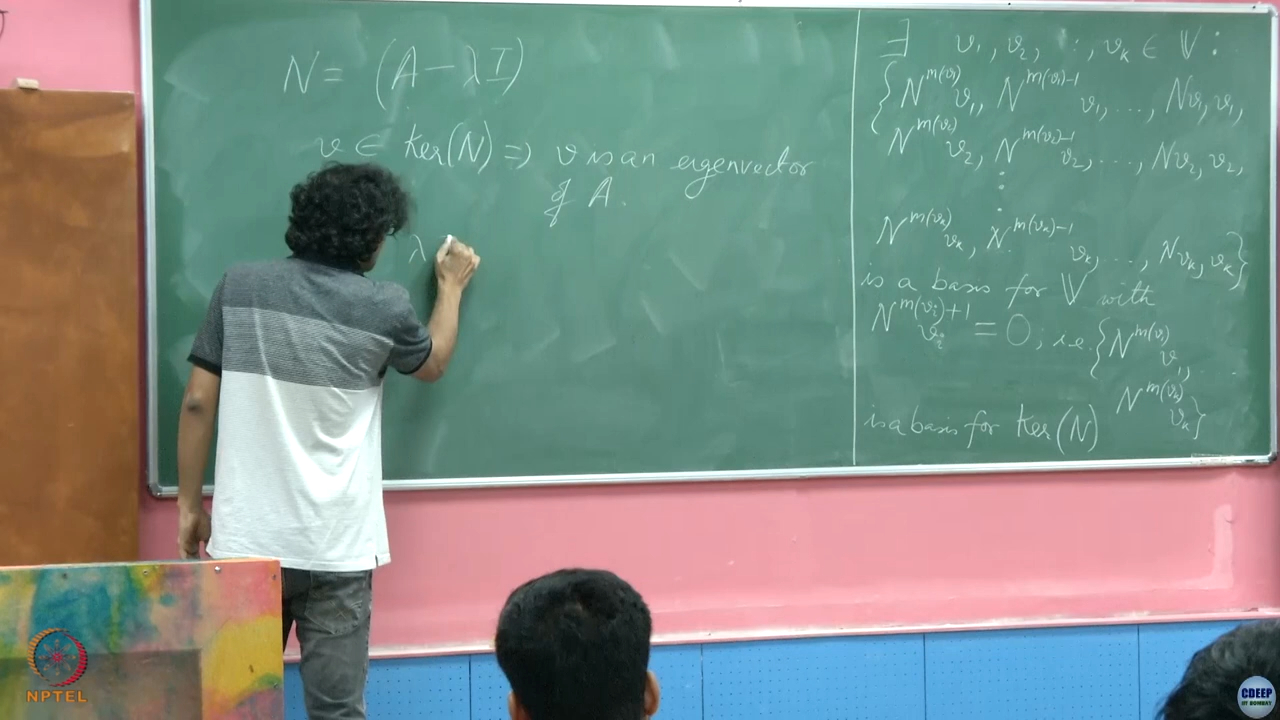 N = (A − λI)
v ∈ Ker(N) ⇒ v is an eigenvector
of A.
λ
∃ v₁, v₂, ..., vₖ ∈ V :
{N^{m(v₁)} v₁, N^{m(v₁)-1} v₁, ..., Nv₁, v₁,
N^{m(v₂)} v₂, N^{m(v₂)-1} v₂, ..., Nv₂, v₂,
⋮
N^{m(vₖ)} vₖ, N^{m(vₖ)-1} vₖ, ..., Nvₖ, vₖ}
is a basis for V with
N^{m(vᵢ)+1} vᵢ = 0, i.e. {N^{m(v₁)} v₁,
N^{m(vₖ)} vₖ}
is a basis for Ker(N)
NPTEL
CDEEP
IIT BOMBAY